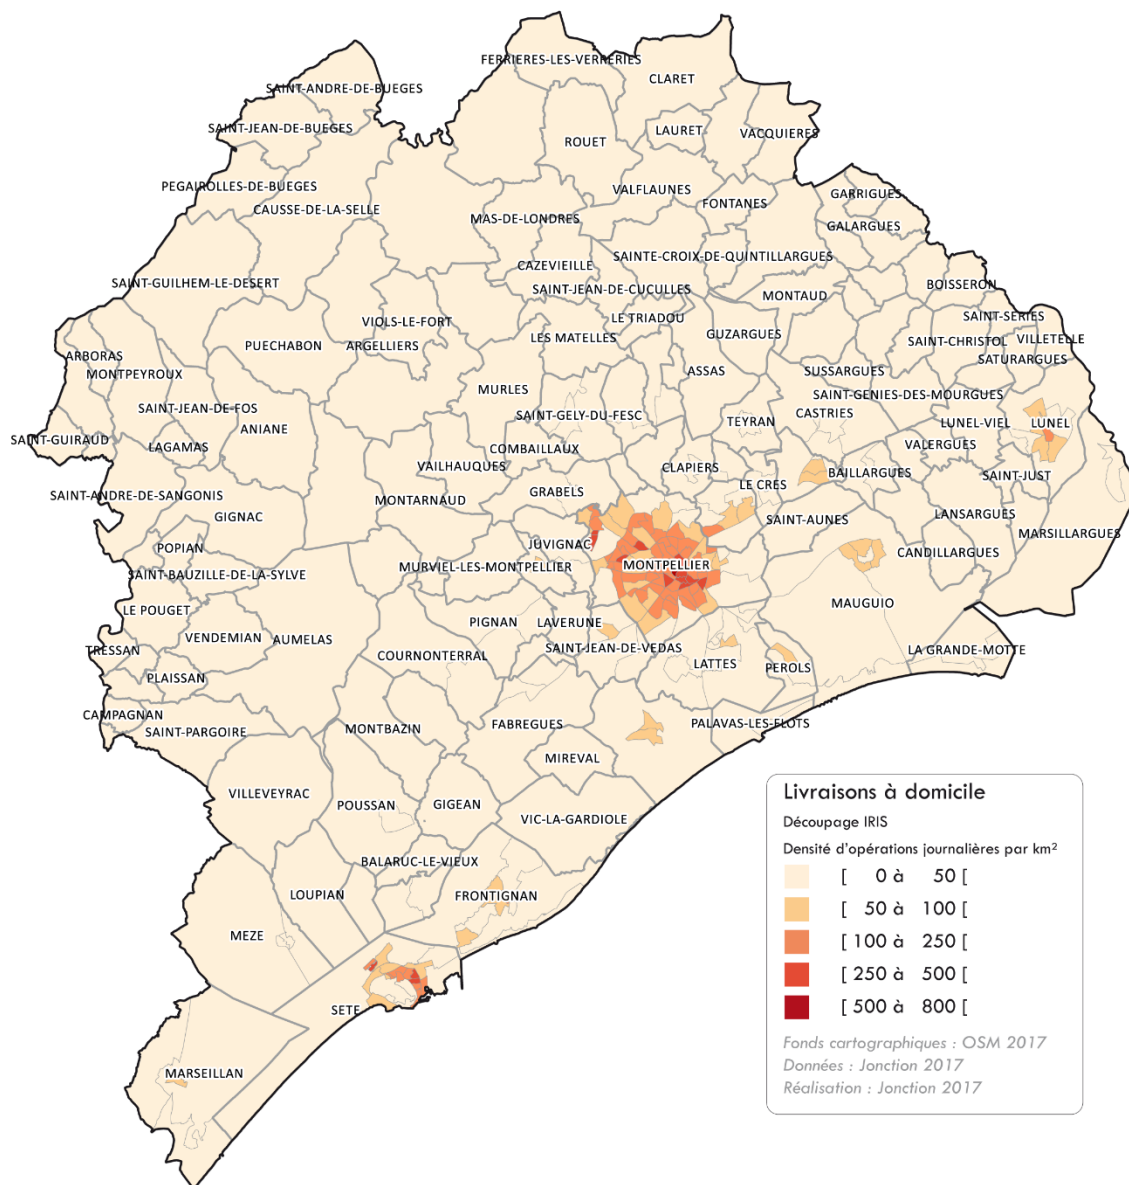 FERRIERES-LES-VERRERIES
CLARET
SAINT-ANDRE-DE-BUEGES
SAINT-JEAN-DE-BUEGES
LAURET
VACQUIERES
ROUET
PEGAIROLLES-DE-BUEGES
VALFLAUNES
GARRIGUES
CAUSSE-DE-LA-SELLE
FONTANES
MAS-DE-LONDRES
GALARGUES
SAINTE-CROIX-DE-QUINTILLARGUES
CAZEVIEILLE
SAINT-GUILHEM-LE-DESERT
BOISSERON
SAINT-JEAN-DE-CUCULLES
MONTAUD
LE TRIADOU
SAINT-SERIES
VIOLS-LE-FORT
GUZARGUES
LES MATELLES
VILLETELLE
SAINT-CHRISTOL
PUECHABON
ARGELLIERS
ARBORAS
SATURARGUES
MONTPEYROUX
ASSAS
SUSSARGUES
MURLES
SAINT-GENIES-DES-MOURGUES
SAINT-JEAN-DE-FOS
SAINT-GELY-DU-FESC
CASTRIES
TEYRAN
LUNEL-VIEL
LUNEL
ANIANE
SAINT-GUIRAUD
LAGAMAS
COMBAILLAUX
VALERGUES
VAILHAUQUES
CLAPIERS
BAILLARGUES
SAINT-JUST
LE CRES
GRABELS
SAINT-ANDRE-DE-SANGONIS
MONTARNAUD
LANSARGUES
GIGNAC
SAINT-AUNES
MARSILLARGUES
POPIAN
JUVIGNAC
CANDILLARGUES
MONTPELLIER
MURVIEL-LES-MONTPELLIER
SAINT-BAUZILLE-DE-LA-SYLVE
MAUGUIO
LE POUGET
PIGNAN
LAVERUNE
VENDEMIAN
AUMELAS
TRESSAN
SAINT-JEAN-DE-VEDAS
LA GRANDE-MOTTE
COURNONTERRAL
LATTES
PEROLS
PLAISSAN
CAMPAGNAN
FABREGUES
PALAVAS-LES-FLOTS
MONTBAZIN
SAINT-PARGOIRE
MIREVAL
VILLEVEYRAC
POUSSAN
GIGEAN
VIC-LA-GARDIOLE
BALARUC-LE-VIEUX
LOUPIAN
FRONTIGNAN
MEZE
SETE
MARSEILLAN
Livraisons à domicile
Découpage IRIS
Densité d'opérations journalières par km²
[ 0 à 50 [
[ 50 à 100 [
[ 100 à 250 [
[ 250 à 500 [
[ 500 à 800 [
Fonds cartographiques : OSM 2017
Données : Jonction 2017
Réalisation : Jonction 2017